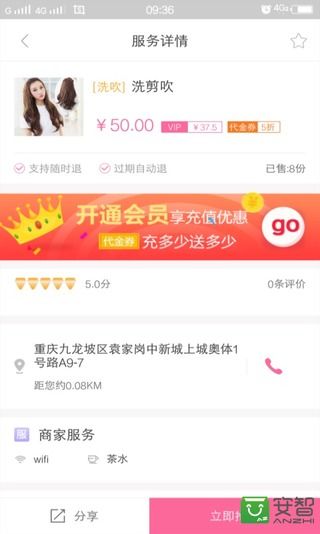 G 4G 09:36 4G
服务详情
[洗吹] 洗剪吹
￥50.00 VIP ￥37.5 代金券 5折
支持随时退 过期自动退 已售:8份
开通会员享充值优惠
代金券 充多少送多少 go
5.0分 0条评价
重庆九龙坡区袁家岗中新城上城奥体1
号路A9-7
距您约0.08KM
服 商家服务
wifi 茶水
分享 立即
安智
ANZHI